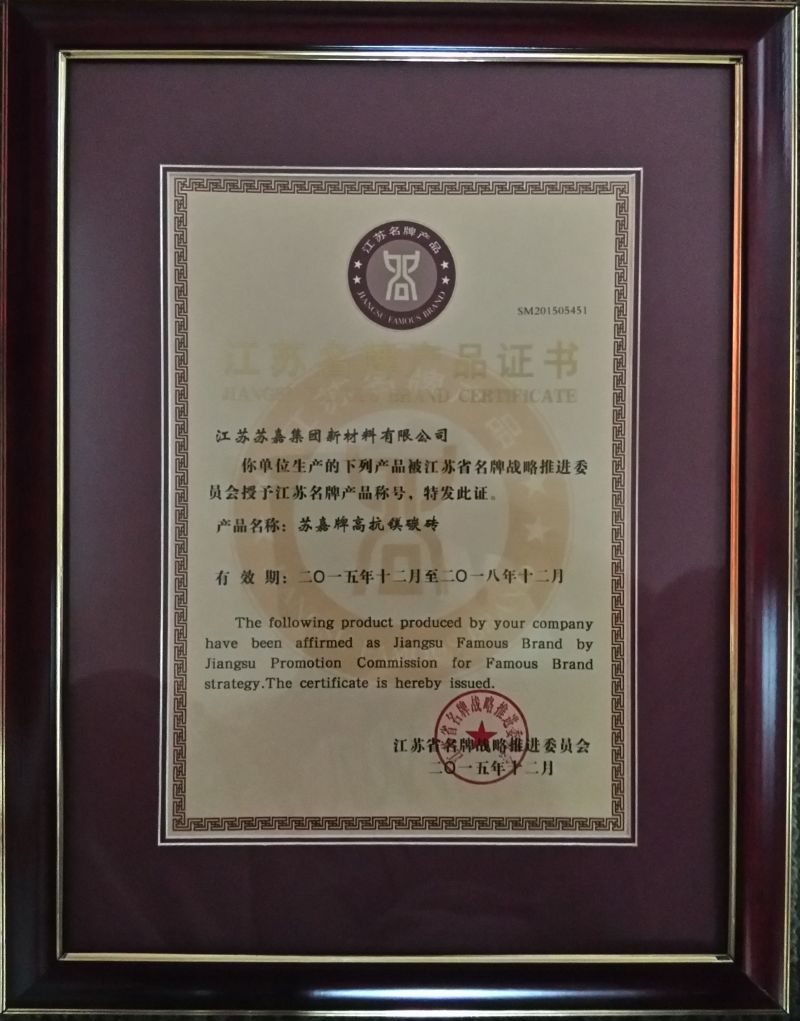 江苏名牌产品
JIANGSU FAMOUS BRAND
SM201505451
江苏名牌产品证书
JIANGSU FAMOUS BRAND CERTIFICATE
江苏苏嘉集团新材料有限公司
你单位生产的下列产品被江苏省名牌战略推进委
员会授予江苏名牌产品称号，特发此证。
产品名称：苏嘉牌高抗镁碳砖
有 效 期：二〇一五年十二月至二〇一八年十二月
The following product produced by your company
have been affirmed as Jiangsu Famous Brand by
Jiangsu Promotion Commission for Famous Brand
strategy.The certificate is hereby issued.
江苏省名牌战略推进委员会
二〇一五年十二月